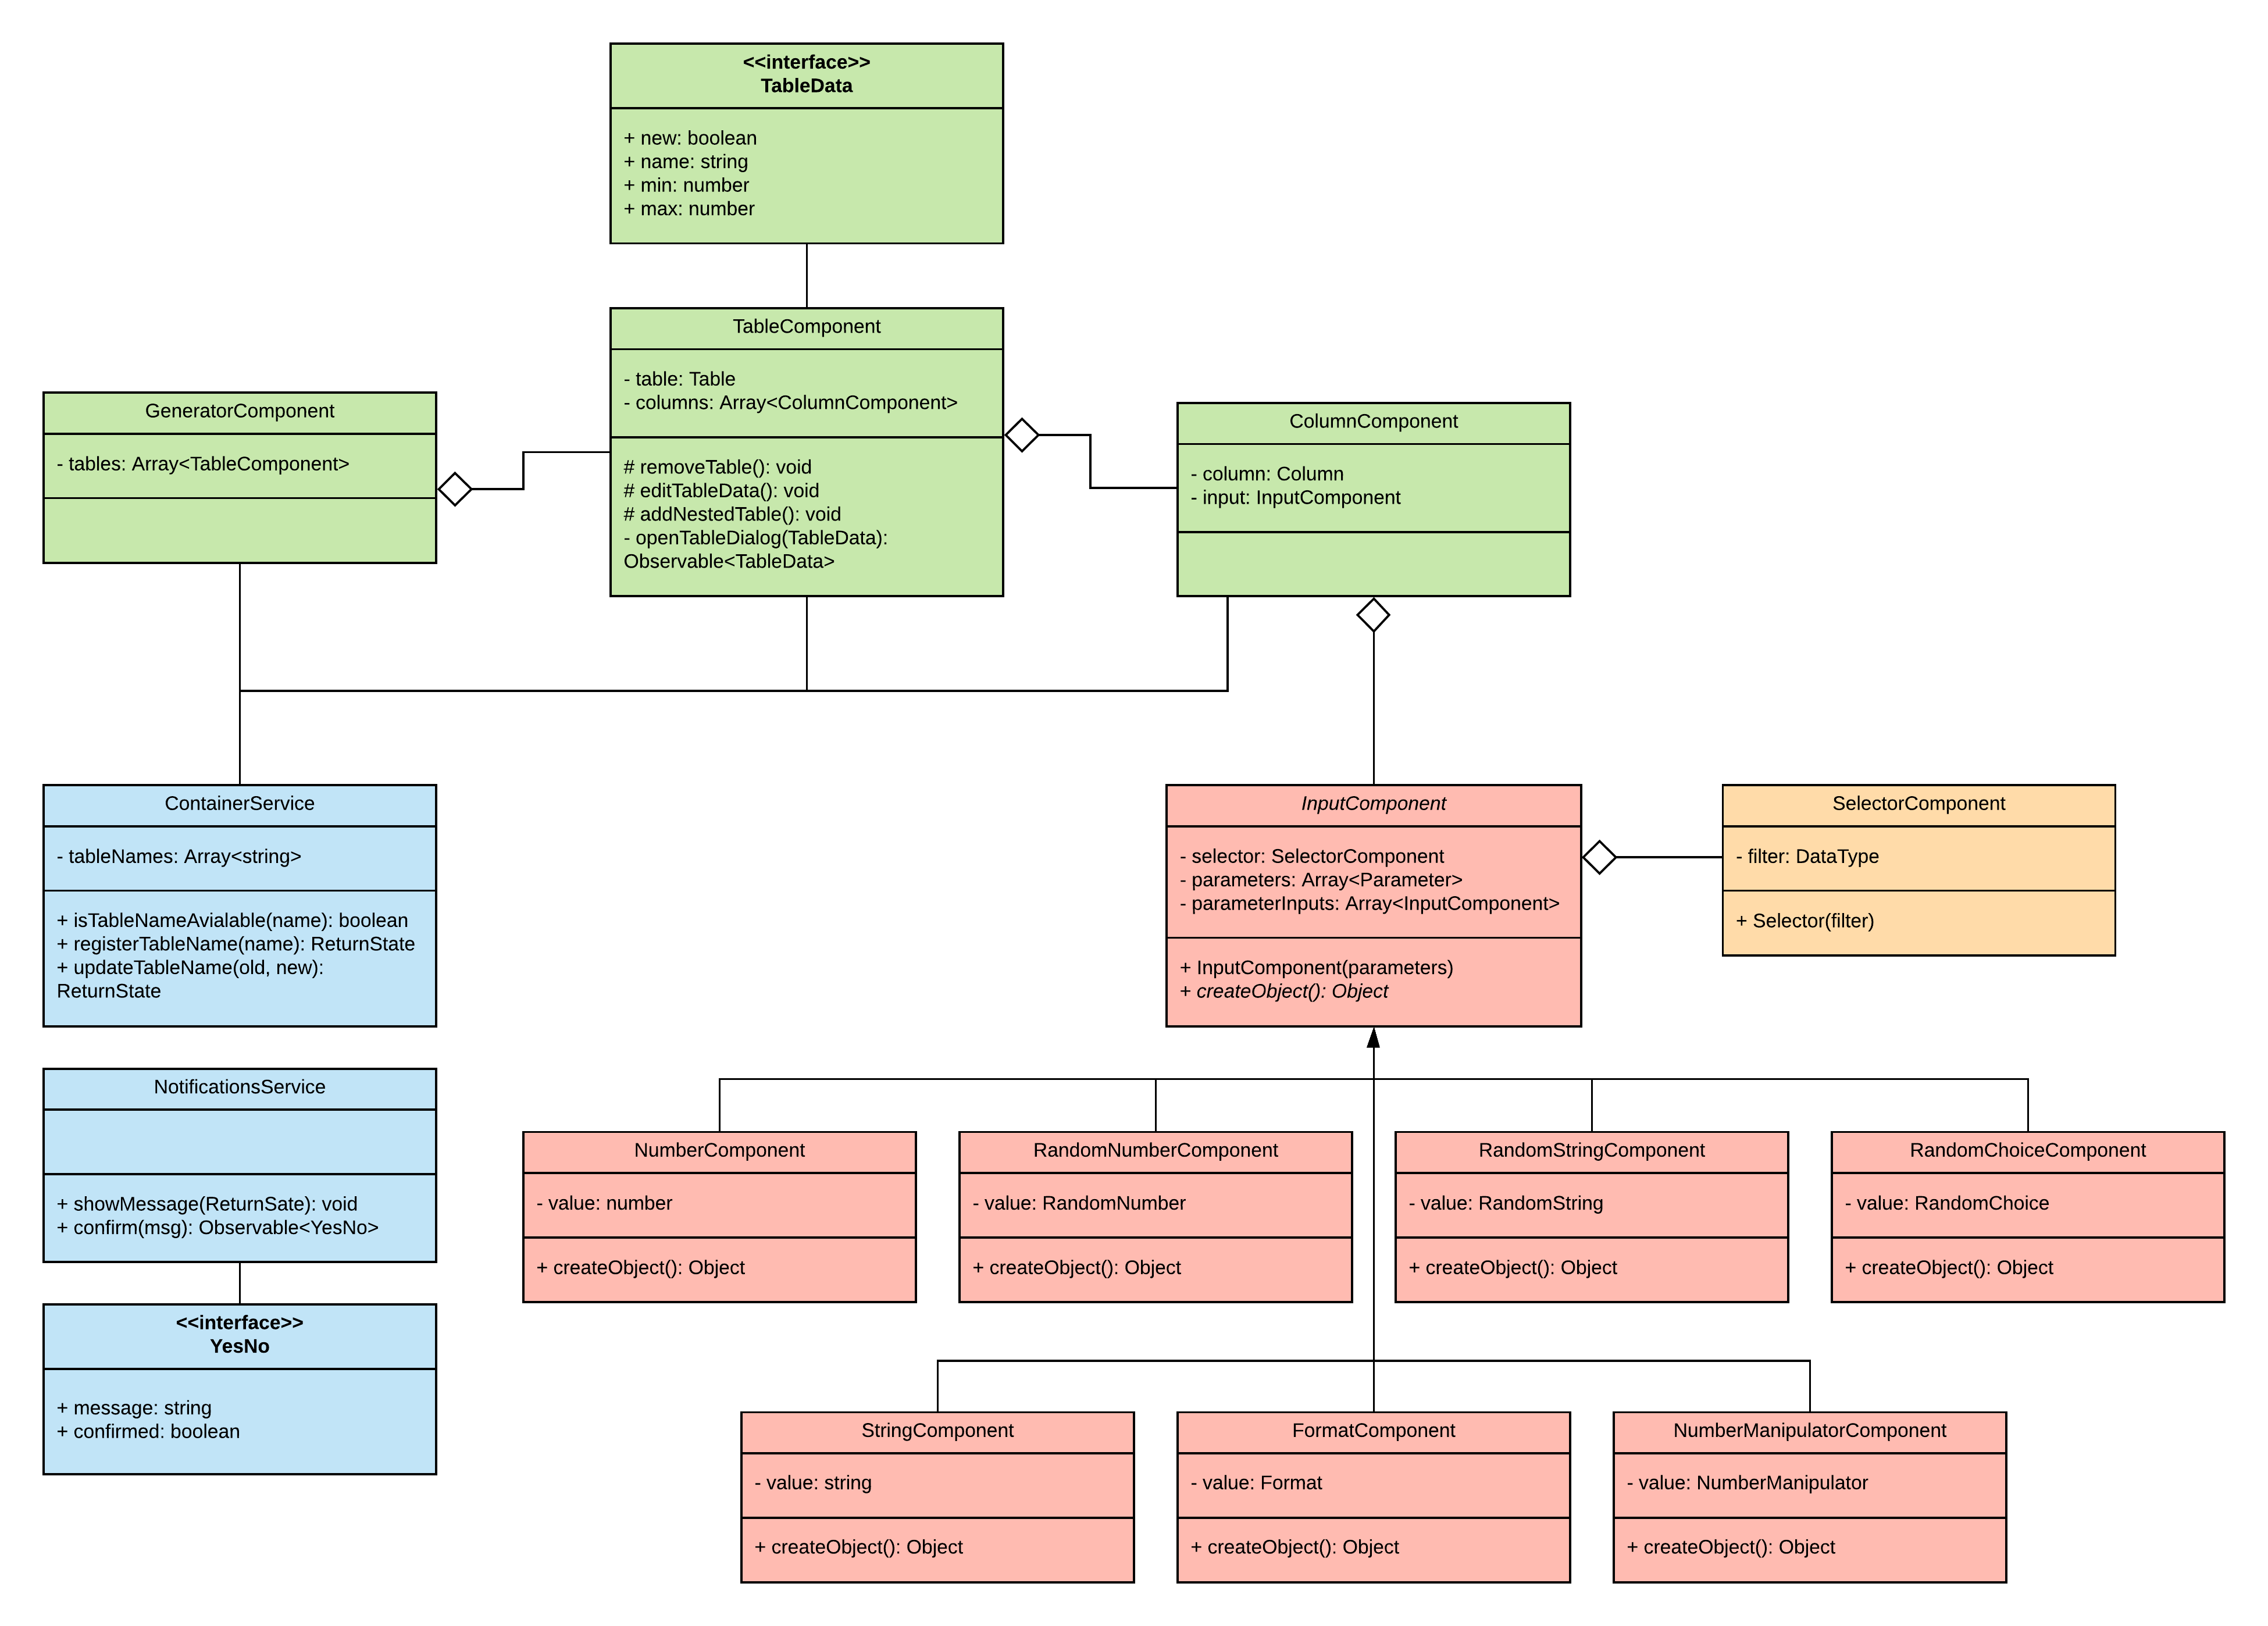 <<interface>>
TableData
+ new: boolean
+ name: string
+ min: number
+ max: number
TableComponent
- table: Table
- columns: Array<ColumnComponent>
# removeTable(): void
# editTableData(): void
# addNestedTable(): void
- openTableDialog(TableData):
Observable<TableData>
GeneratorComponent
- tables: Array<TableComponent>
ColumnComponent
- column: Column
- input: InputComponent
ContainerService
- tableNames: Array<string>
+ isTableNameAvialable(name): boolean
+ registerTableName(name): ReturnState
+ updateTableName(old, new):
ReturnState
InputComponent
- selector: SelectorComponent
- parameters: Array<Parameter>
- parameterInputs: Array<InputComponent>
+ InputComponent(parameters)
+ createObject(): Object
SelectorComponent
- filter: DataType
+ Selector(filter)
NotificationsService
+ showMessage(ReturnSate): void
+ confirm(msg): Observable<YesNo>
<<interface>>
YesNo
+ message: string
+ confirmed: boolean
NumberComponent
- value: number
+ createObject(): Object
RandomNumberComponent
- value: RandomNumber
+ createObject(): Object
RandomStringComponent
- value: RandomString
+ createObject(): Object
RandomChoiceComponent
- value: RandomChoice
+ createObject(): Object
StringComponent
- value: string
+ createObject(): Object
FormatComponent
- value: Format
+ createObject(): Object
NumberManipulatorComponent
- value: NumberManipulator
+ createObject(): Object